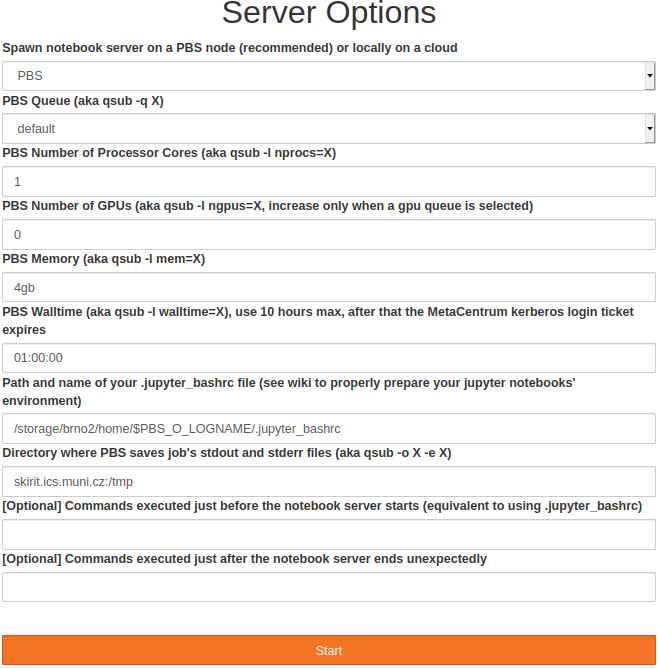 Server Options
Spawn notebook server on a PBS node (recommended) or locally on a cloud
PBS
PBS Queue (aka qsub -q X)
default
PBS Number of Processor Cores (aka qsub -l nprocs=X)
1
PBS Number of GPUs (aka qsub -l ngpus=X, increase only when a gpu queue is selected)
0
PBS Memory (aka qsub -l mem=X)
4gb
PBS Walltime (aka qsub -l walltime=X), use 10 hours max, after that the MetaCentrum kerberos login ticket
expires
01:00:00
Path and name of your .jupyter_bashrc file (see wiki to properly prepare your jupyter notebooks'
environment)
/storage/brno2/home/$PBS_O_LOGNAME/.jupyter_bashrc
Directory where PBS saves job's stdout and stderr files (aka qsub -o X -e X)
skirit.ics.muni.cz:/tmp
[Optional] Commands executed just before the notebook server starts (equivalent to using .jupyter_bashrc)
[Optional] Commands executed just after the notebook server ends unexpectedly
Start